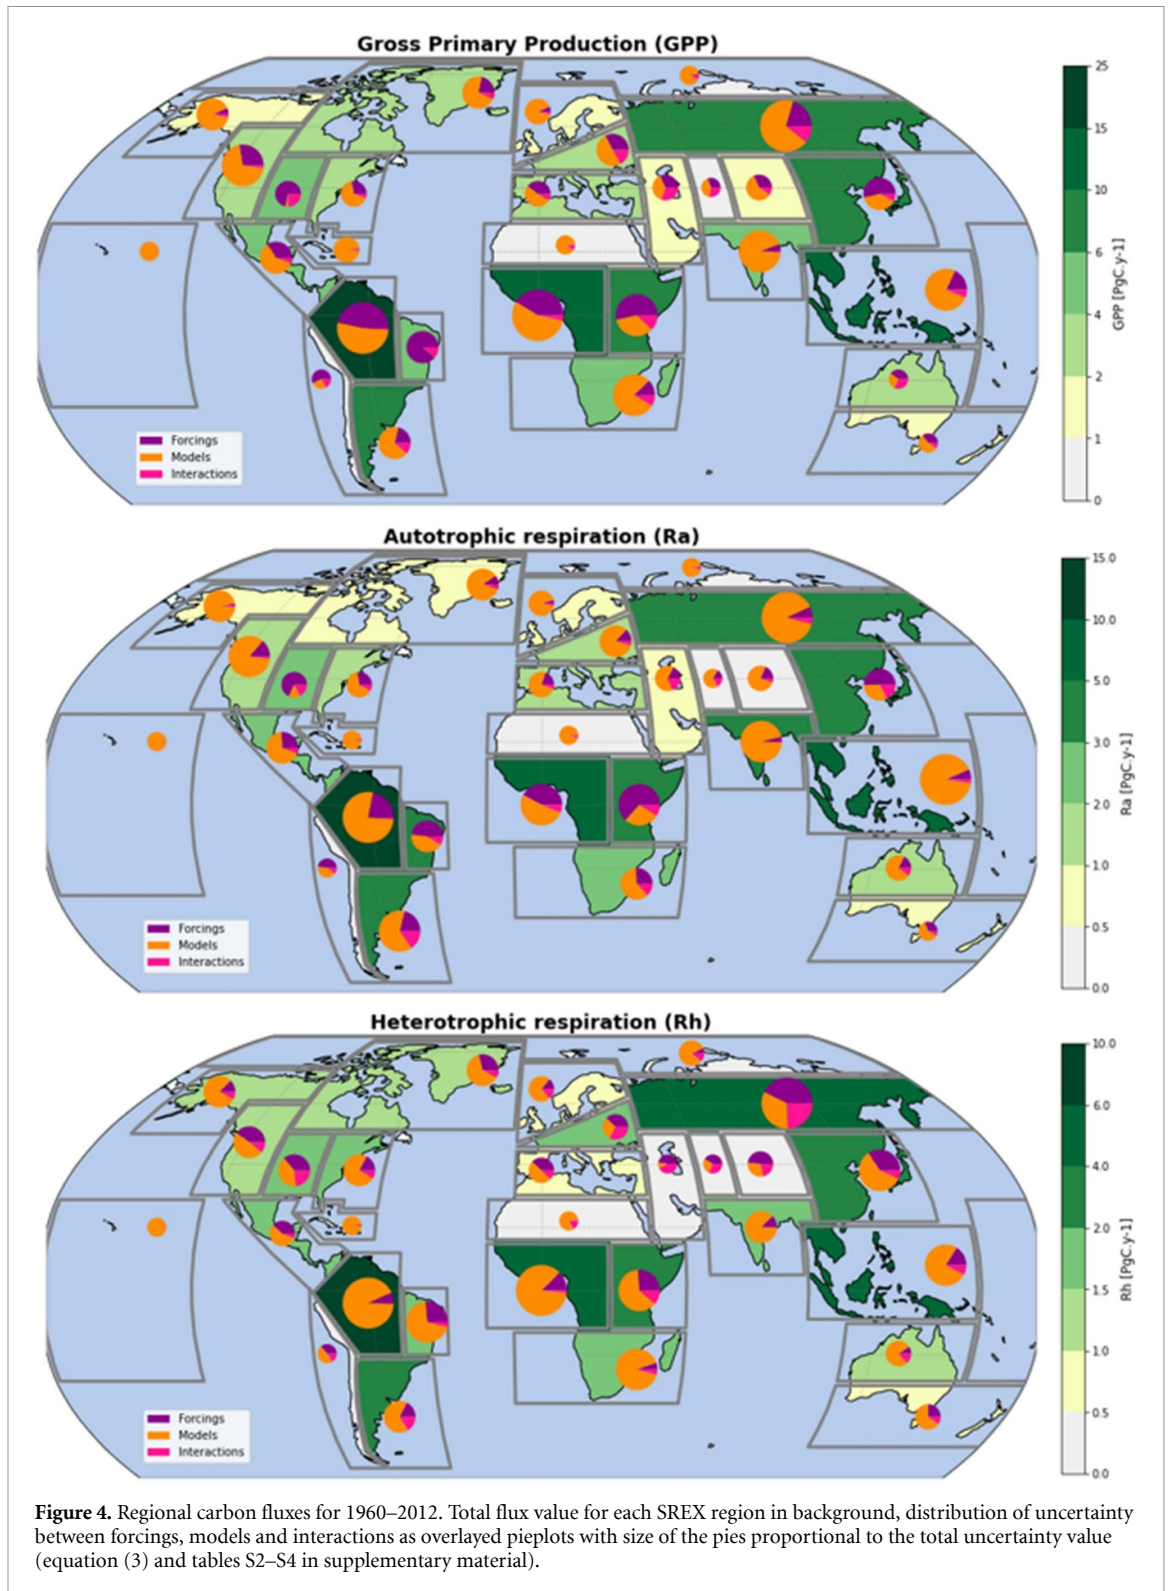 Gross Primary Production (GPP)
25
15
10
6
4
2
1
0
GPP [PgC.y-1]
Forcings
Models
Interactions
Autotrophic respiration (Ra)
15.0
10.0
5.0
3.0
2.0
1.0
0.5
0.0
Ra [PgC.y-1]
Forcings
Models
Interactions
Heterotrophic respiration (Rh)
10.0
6.0
4.0
2.0
1.5
1.0
0.5
0.0
Rh [PgC.y-1]
Forcings
Models
Interactions
Figure 4. Regional carbon fluxes for 1960–2012. Total flux value for each SREX region in background, distribution of uncertainty
between forcings, models and interactions as overlayed pieplots with size of the pies proportional to the total uncertainty value
(equation (3) and tables S2–S4 in supplementary material).